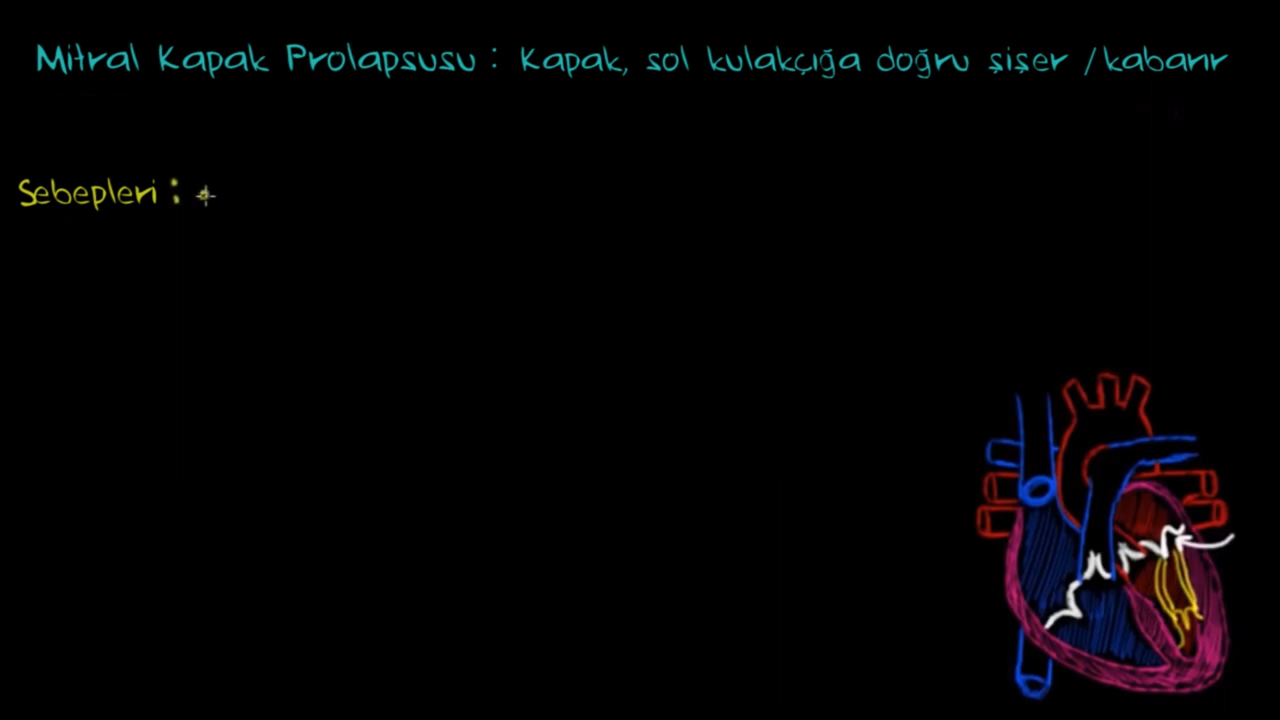 Mitral Kapak Prolapsusu : Kapak, sol kulakçığa doğru şişer / kabarır
Sebepleri :